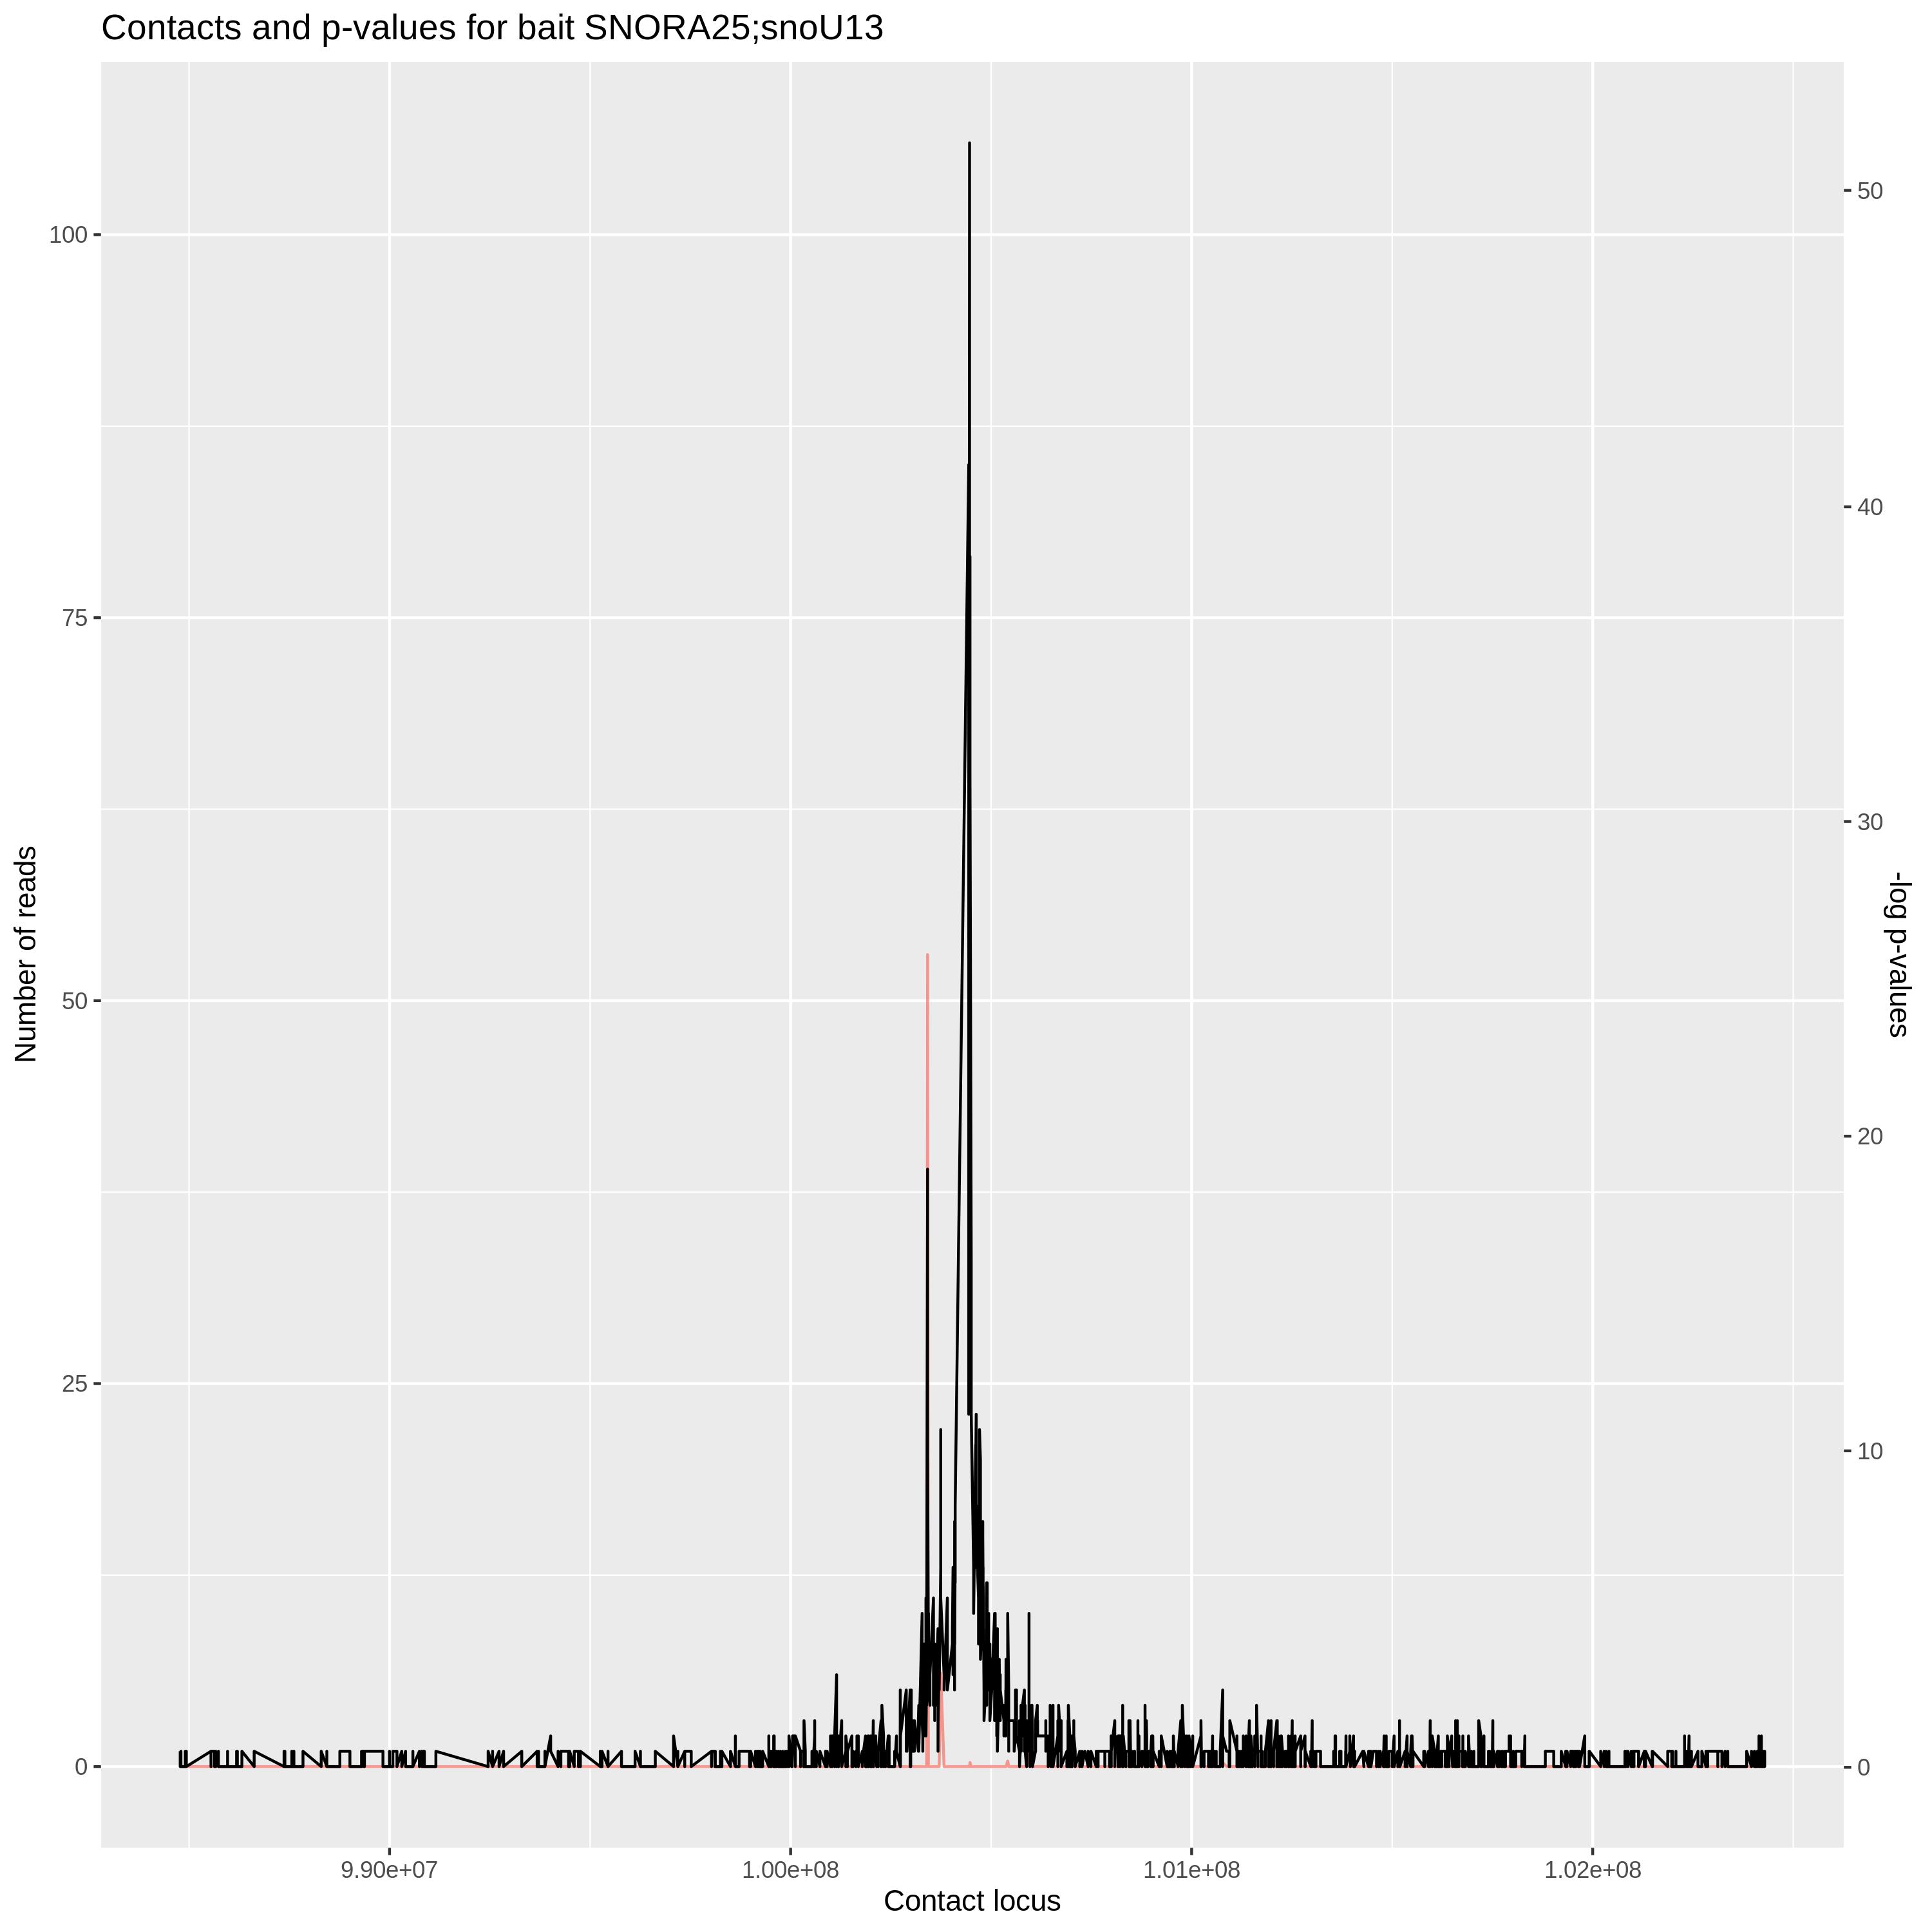 Contacts and p-values for bait SNORA25;snoU13
100
75
50
25
0
Number of reads
50
40
30
20
10
0
-log p-values
9.90e+07
1.00e+08
1.01e+08
1.02e+08
Contact locus